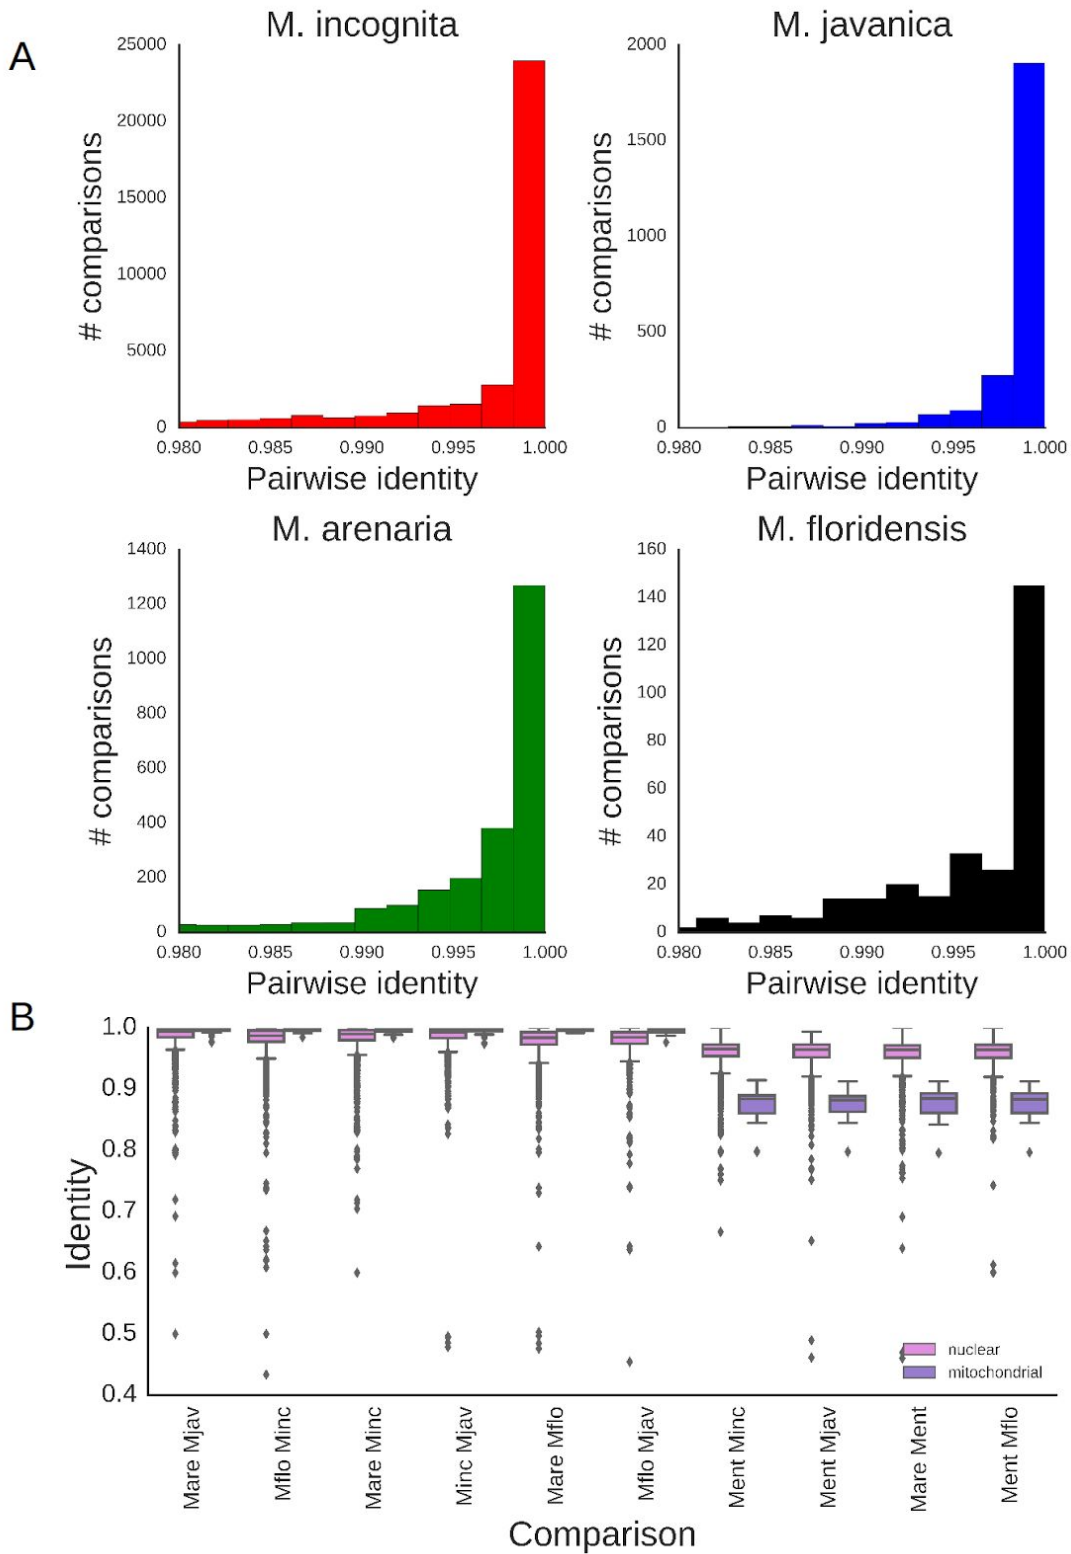 A
M. incognita
M. javanica
25000
20000
15000
10000
5000
0
# comparisons
0.980 0.985 0.990 0.995 1.000
Pairwise identity
2000
1500
1000
500
0
# comparisons
0.980 0.985 0.990 0.995 1.000
Pairwise identity
M. arenaria
M. floridensis
1400
1200
1000
800
600
400
200
0
# comparisons
0.980 0.985 0.990 0.995 1.000
Pairwise identity
160
140
120
100
80
60
40
20
0
# comparisons
0.980 0.985 0.990 0.995 1.000
Pairwise identity
B
1.0
0.9
0.8
0.7
0.6
0.5
0.4
Identity
nuclear
mitochondrial
Mare Mjav
Mflo Minc
Mare Minc
Minc Mjav
Mare Mflo
Mflo Mjav
Ment Minc
Ment Mjav
Mare Ment
Ment Mflo
Comparison